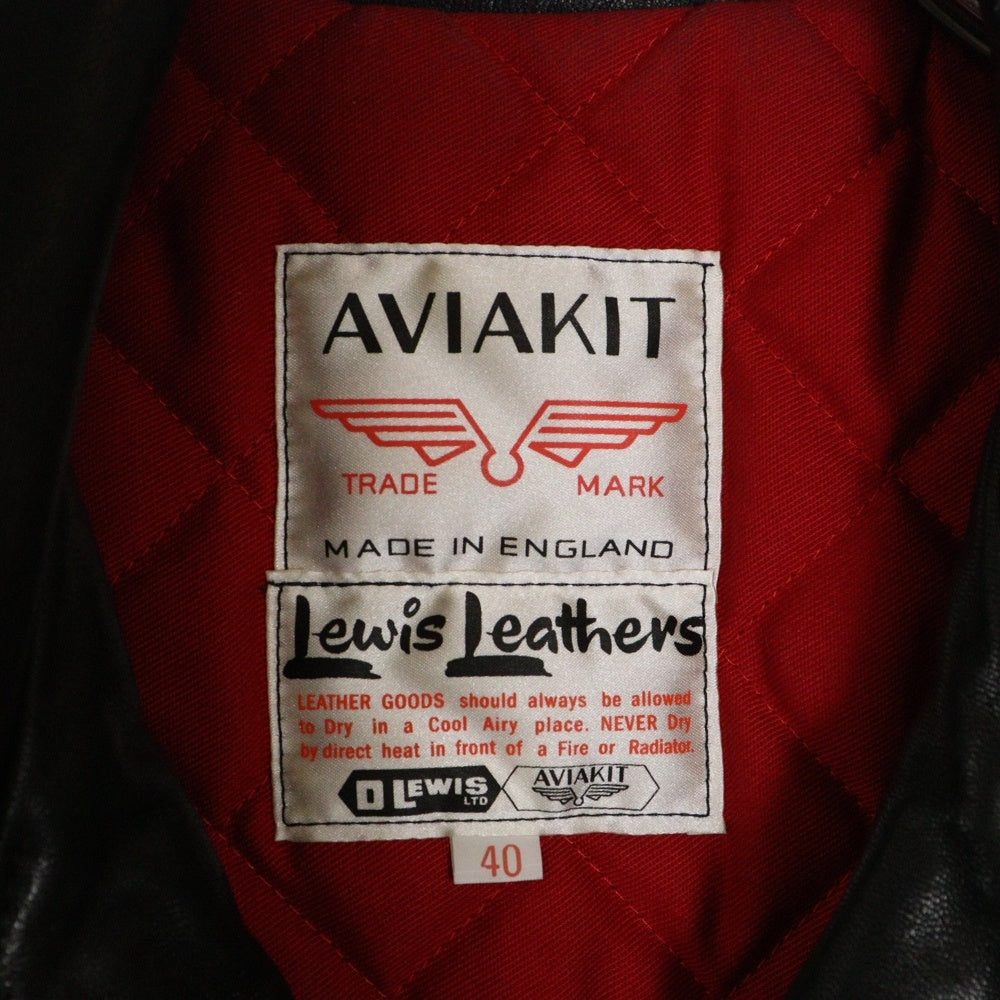 AVIAKIT
TRADE MARK
MADE IN ENGLAND
Lewis Leathers
LEATHER GOODS should always be allowed
to Dry in a Cool Airy place. NEVER Dry
by direct heat in front of a Fire or Radiator.
D LEWIS LTD AVIAKIT
40